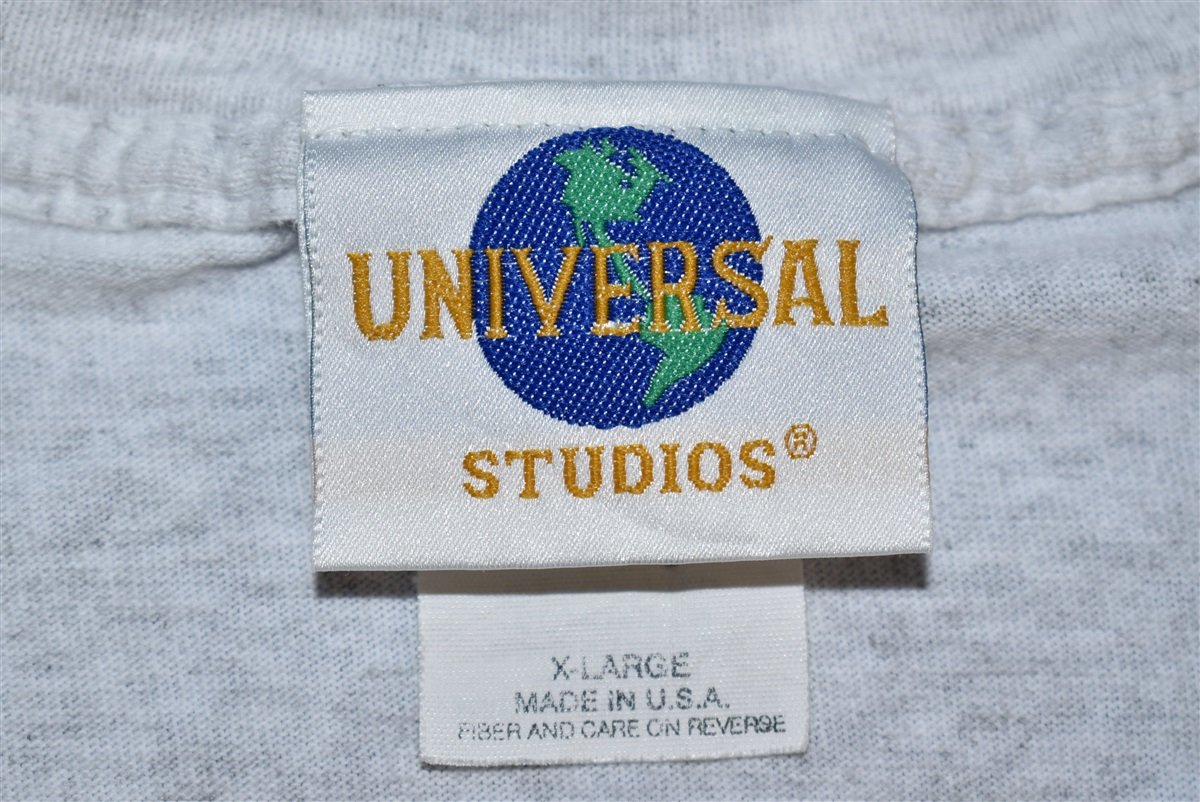 UNIVERSAL
STUDIOS®
X-LARGE
MADE IN U.S.A.
FIBER AND CARE ON REVERSE